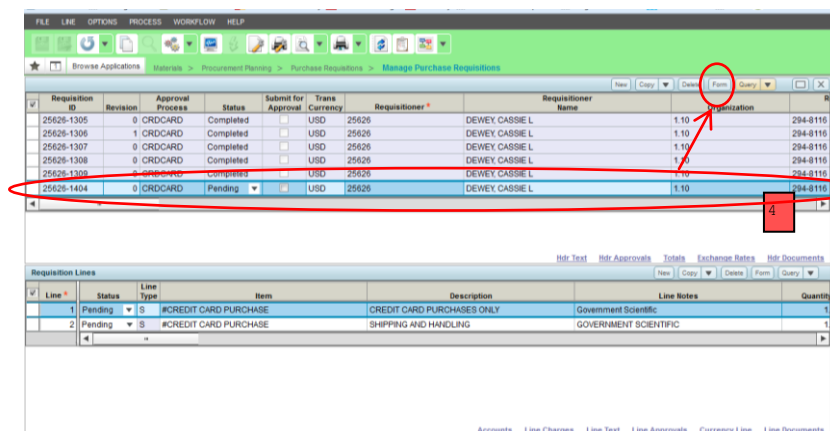 FILE LINE OPTIONS PROCESS WORKFLOW HELP
Browse Applications Materials > Procurement Planning > Purchase Requisitions > Manage Purchase Requisitions
New Copy Delete Form Query
Requisition ID Revision Approval Process Status Submit for Approval Trans Currency Requisitioner * Requisitioner Name Organization R
25626-1305 0 CRDCARD Completed USD 25626 DEWEY, CASSIE L 1.10 294-8116
25626-1306 1 CRDCARD Completed USD 25626 DEWEY, CASSIE L 1.10 294-8116
25626-1307 0 CRDCARD Completed USD 25626 DEWEY, CASSIE L 1.10 294-8116
25626-1308 0 CRDCARD Completed USD 25626 DEWEY, CASSIE L 1.10 294-8116
25626-1309 0 CRDCARD Completed USD 25626 DEWEY, CASSIE L 1.10 294-8116
25626-1404 0 CRDCARD Pending USD 25626 DEWEY, CASSIE L 1.10 294-8116
4
Hdr Text Hdr Approvals Totals Exchange Rates Hdr Documents
Requisition Lines New Copy Delete Form Query
Line * Status Line Type Item Description Line Notes Quantity
1 Pending S #CREDIT CARD PURCHASE CREDIT CARD PURCHASES ONLY Government Scientific 1
2 Pending S #CREDIT CARD PURCHASE SHIPPING AND HANDLING GOVERNMENT SCIENTIFIC 1
Accounts Line Charges Line Text Line Approvals Currency Line Line Documents